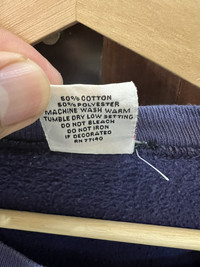 50% COTTON
50% POLYESTER
MACHINE WASH WARM
TUMBLE DRY LOW SETTING
DO NOT BLEACH
DO NOT IRON
IF DECORATED
RN 77140